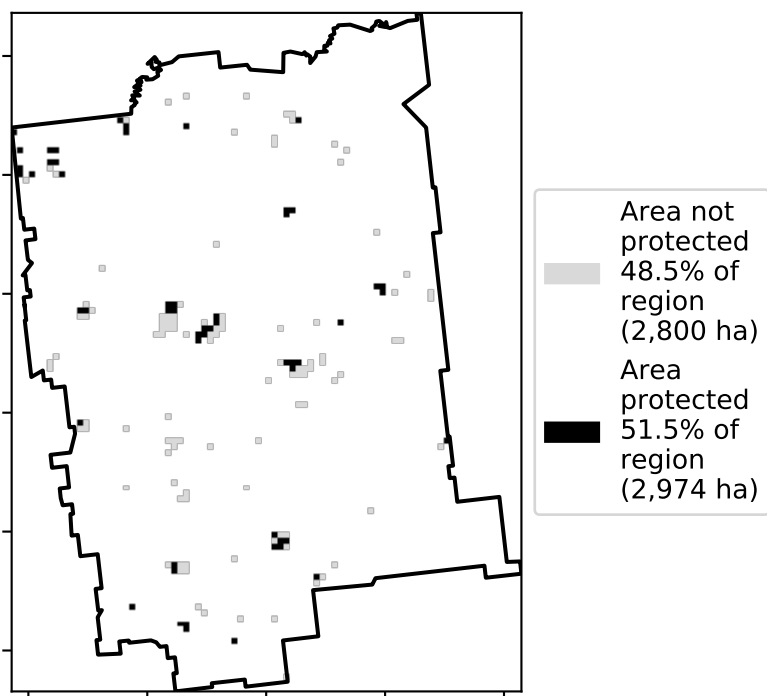 Area not
protected
48.5% of
region
(2,800 ha)
Area
protected
51.5% of
region
(2,974 ha)